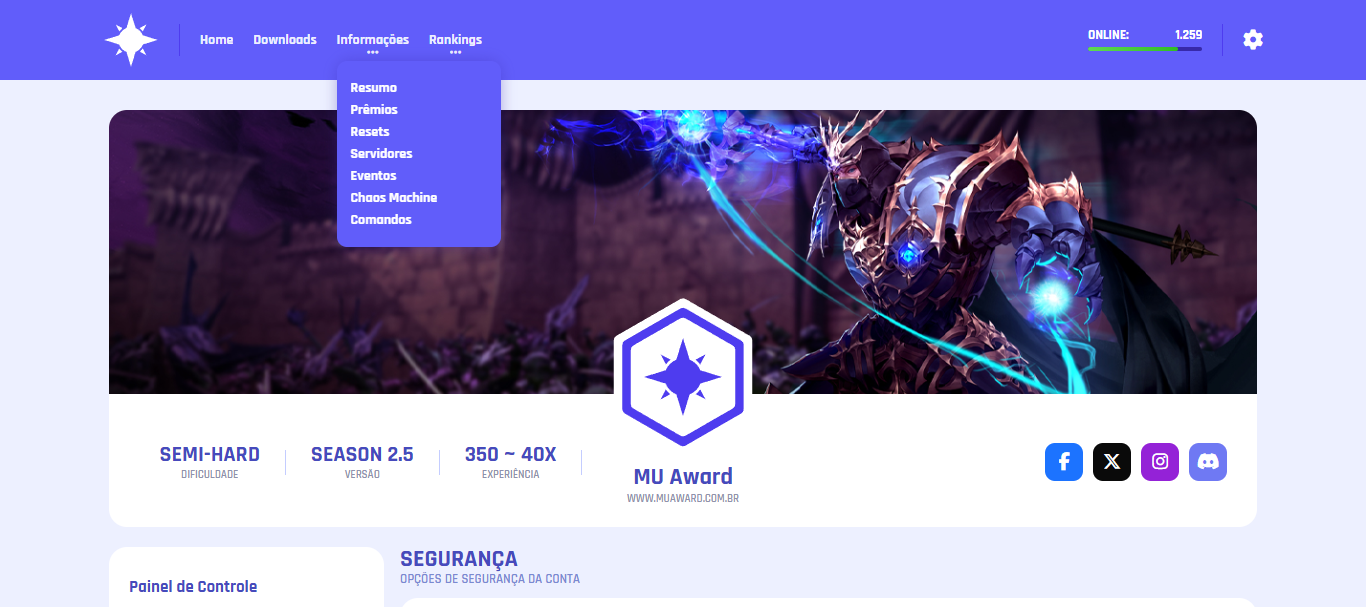 Home Downloads Informações Rankings
ONLINE: 1.259
Resumo
Prêmios
Resets
Servidores
Eventos
Chaos Machine
Comandos
SEMI-HARD
DIFICULDADE
SEASON 2.5
VERSÃO
350 ~ 40X
EXPERIÊNCIA
MU Award
WWW.MUAWARD.COM.BR
Painel de Controle
SEGURANÇA
OPÇÕES DE SEGURANÇA DA CONTA